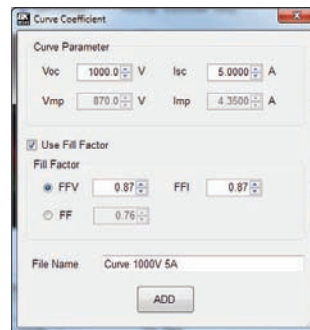 Curve Coefficient
Curve Parameter
Voc 1000.0 V Isc 5.0000 A
Vmp 870.0 V Imp 4.3500 A
Use Fill Factor
Fill Factor
FFV 0.87 FFI 0.87
FF 0.76
File Name Curve 1000V 5A
ADD